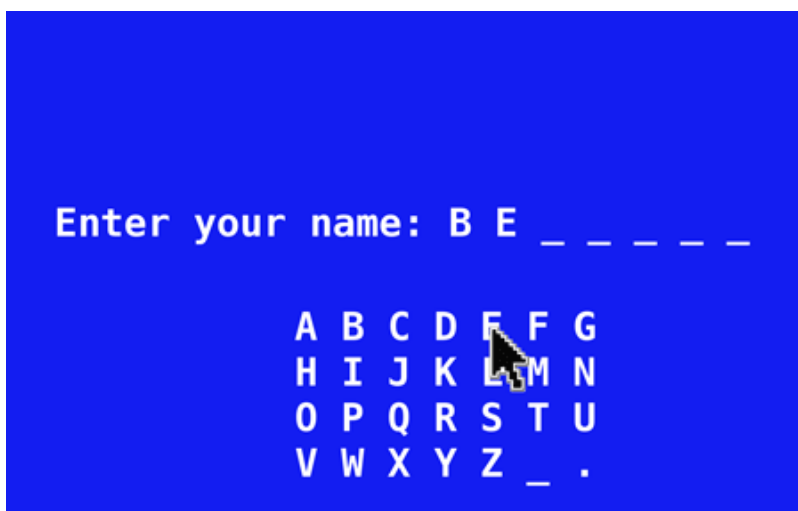 Enter your name: B E _ _ _ _ _
A B C D E F G
H I J K L M N
O P Q R S T U
V W X Y Z _ .